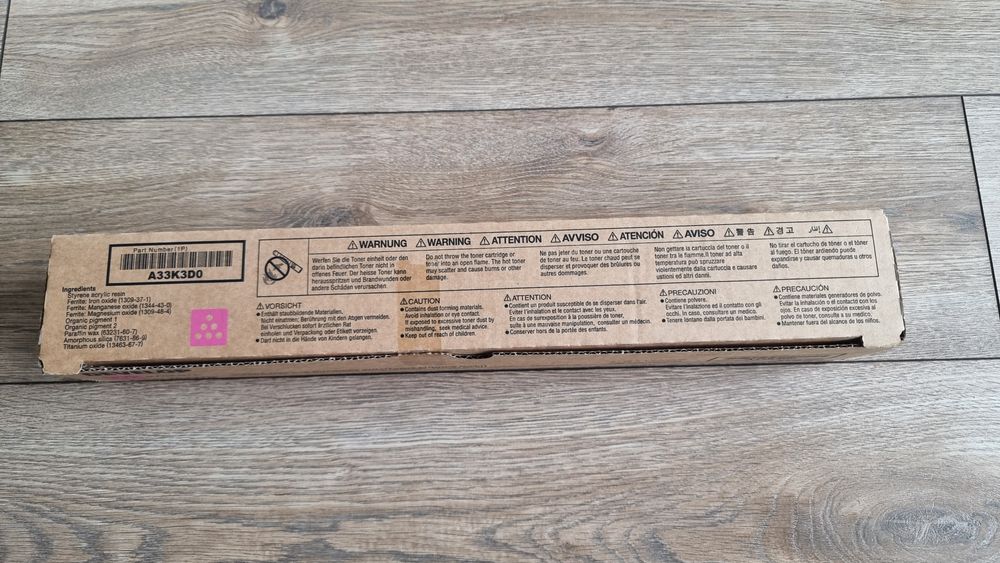 Part Number (1P)
A33K3D0
Ingredients
Styrene acrylic resin
Ferrite: Iron oxide (1309-37-1)
Ferrite: Manganese oxide (1344-43-0)
Ferrite: Magnesium oxide (1309-48-4)
Organic pigment 1
Organic pigment 2
Paraffin wax (63231-60-7)
Amorphous silica (7631-86-9)
Titanium oxide (13463-67-7)
⚠WARNUNG ⚠WARNING ⚠ATTENTION ⚠AVVISO ⚠ATENCIÓN ⚠AVISO ⚠警告 ⚠경고
Werfen Sie die Toner einheit oder den
darin befindlichen Toner nicht in ein
offenes Feuer. Der heisse Toner kann
herausspritzen und Brandwunden oder
andere Schäden verursachen.
Do not throw the toner cartridge or
toner into an open flame. The hot toner
may scatter and cause burns or other
damage.
Ne pas jeter du toner ou une cartouche
de toner au feu. Le toner chaud peut se
disperser et provoquer des brûlures ou
autres dommages.
Non gettare la cartuccia del toner o il
toner tra le fiamme.Il toner ad alta
temperatura può spruzzare
violentemente dalla cartuccia e causare
ustioni ed altri danni.
No tirar el cartucho de tóner o el tóner
al fuego. El tóner ardiendo puede
expandirse y causar quemaduras u otros
daños.
⚠VORSICHT
●Enthält staubbildende Materialien.
Einatmen, Berührung mit den Augen vermeiden.
Bei Verschlucken sofort ärztlichen Rat
einholen und Verpackung oder Etikett vorzeigen.
●Darf nicht in die Hände von Kindern gelangen.
⚠CAUTION
●Contains dust-forming materials.
Avoid inhalation or eye contact.
If exposed to excessive toner dust by
mishandling, seek medical advice.
●Keep out of reach of children.
⚠ATTENTION
●Contient un produit susceptible de se disperser dans l'air.
Eviter l'inhalation et le contact avec les yeux.
En cas de surexposition à la poussière de toner,
suite à une mauvaise manipulation, consulter un médecin.
●Conserver hors de la portée des enfants.
⚠PRECAUZIONI
●Contiene polvere.
Evitare l'inalazione ed il contatto con gli
occhi, In caso, consultare un medico.
●Tenere lontano dalla portata dei bambini.
⚠PRECAUCIÓN
●Contiene materiales generadores de polvo.
Evitar la inhalación o el contacto con los
ojos. En caso de exposición excesiva al
polvo de toner, consulte a un medico.
●Mantener fuera del alcance de los niños.